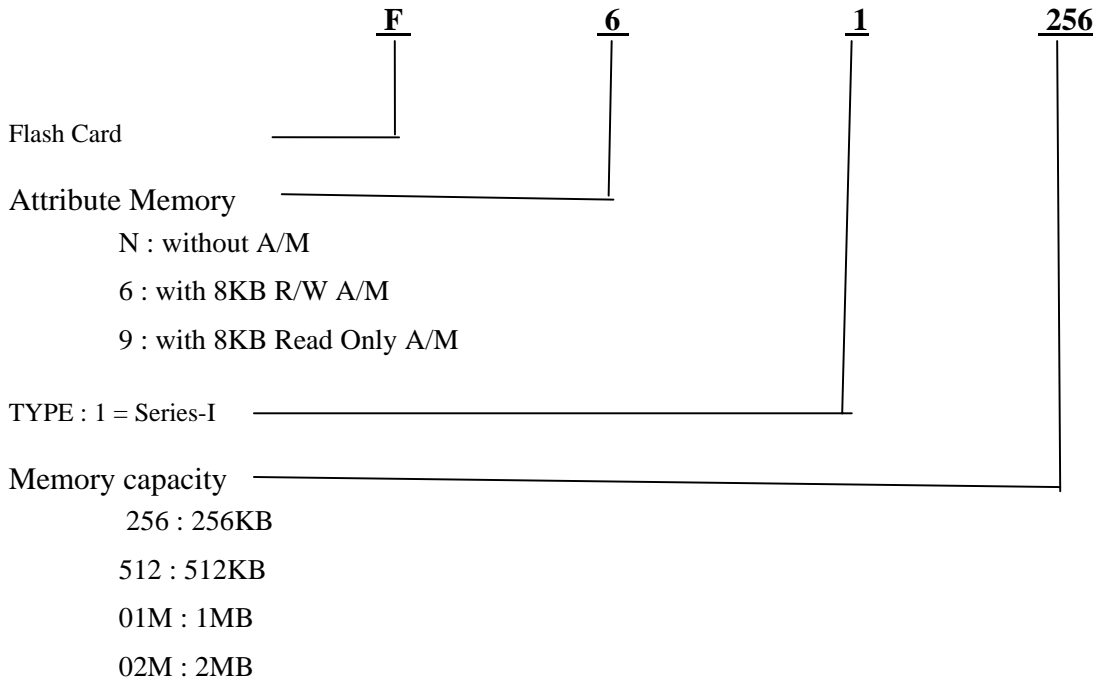 F 6 1 256
Flash Card
Attribute Memory
N : without A/M
6 : with 8KB R/W A/M
9 : with 8KB Read Only A/M
TYPE : 1 = Series-I
Memory capacity
256 : 256KB
512 : 512KB
01M : 1MB
02M : 2MB